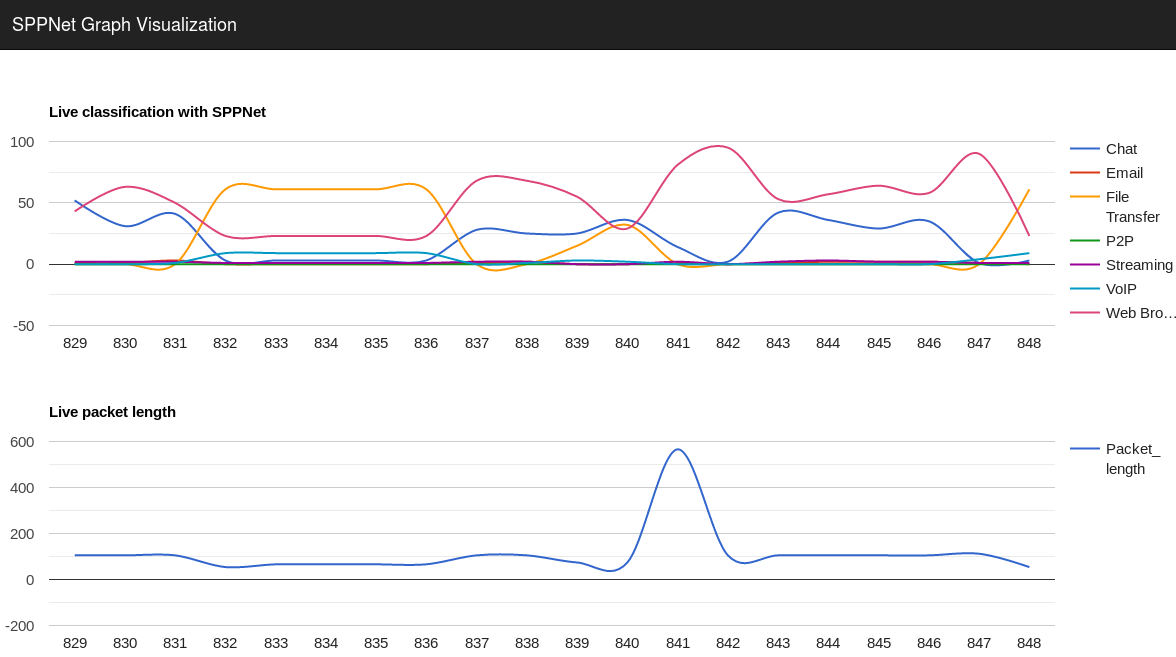 SPPNet Graph Visualization
Live classification with SPPNet
100
50
0
-50
829 830 831 832 833 834 835 836 837 838 839 840 841 842 843 844 845 846 847 848
Chat
Email
File
Transfer
P2P
Streaming
VoIP
Web Bro...
Live packet length
600
400
200
0
-200
829 830 831 832 833 834 835 836 837 838 839 840 841 842 843 844 845 846 847 848
Packet_
length